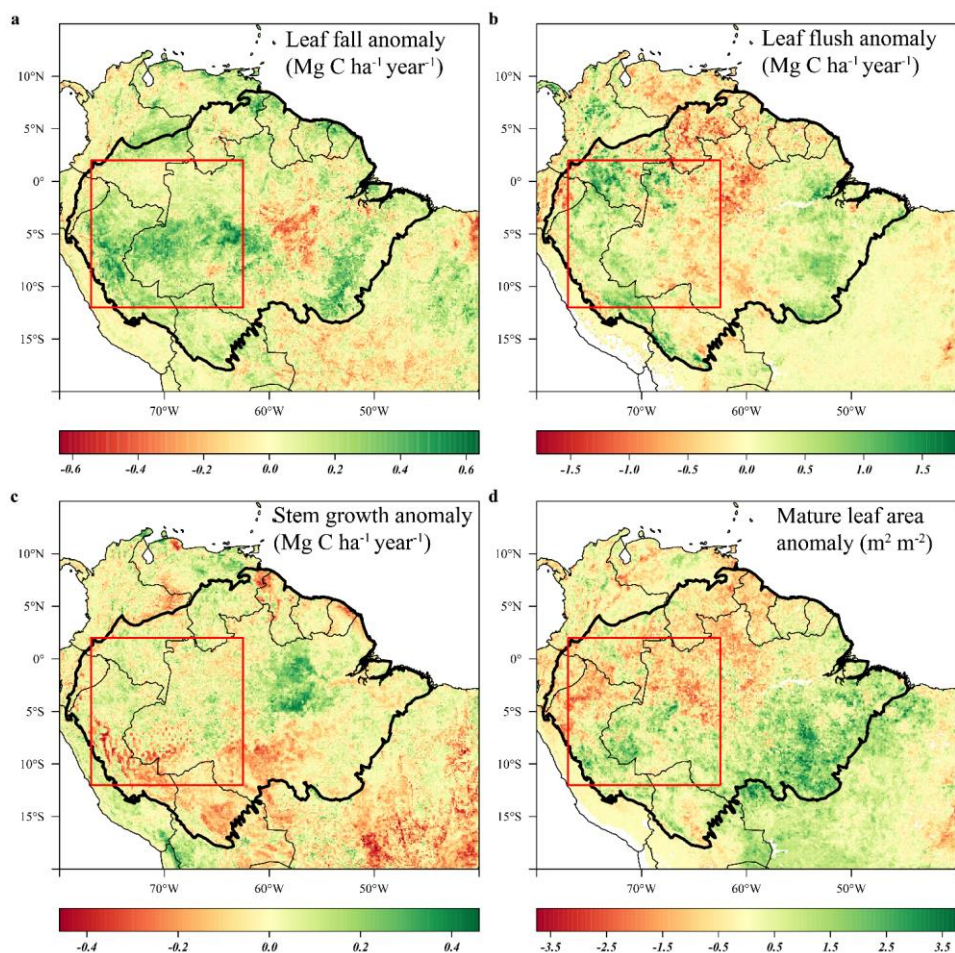 a
Leaf fall anomaly
(Mg C ha⁻¹ year⁻¹)
10°N
5°N
0°
5°S
10°S
15°S
70°W 60°W 50°W
-0.6 -0.4 -0.2 0.0 0.2 0.4 0.6
b
Leaf flush anomaly
(Mg C ha⁻¹ year⁻¹)
10°N
5°N
0°
5°S
10°S
15°S
70°W 60°W 50°W
-1.5 -1.0 -0.5 0.0 0.5 1.0 1.5
c
Stem growth anomaly
(Mg C ha⁻¹ year⁻¹)
10°N
5°N
0°
5°S
10°S
15°S
70°W 60°W 50°W
-0.4 -0.2 0.0 0.2 0.4
d
Mature leaf area
anomaly (m² m⁻²)
10°N
5°N
0°
5°S
10°S
15°S
70°W 60°W 50°W
-3.5 -2.5 -1.5 -0.5 0.5 1.5 2.5 3.5